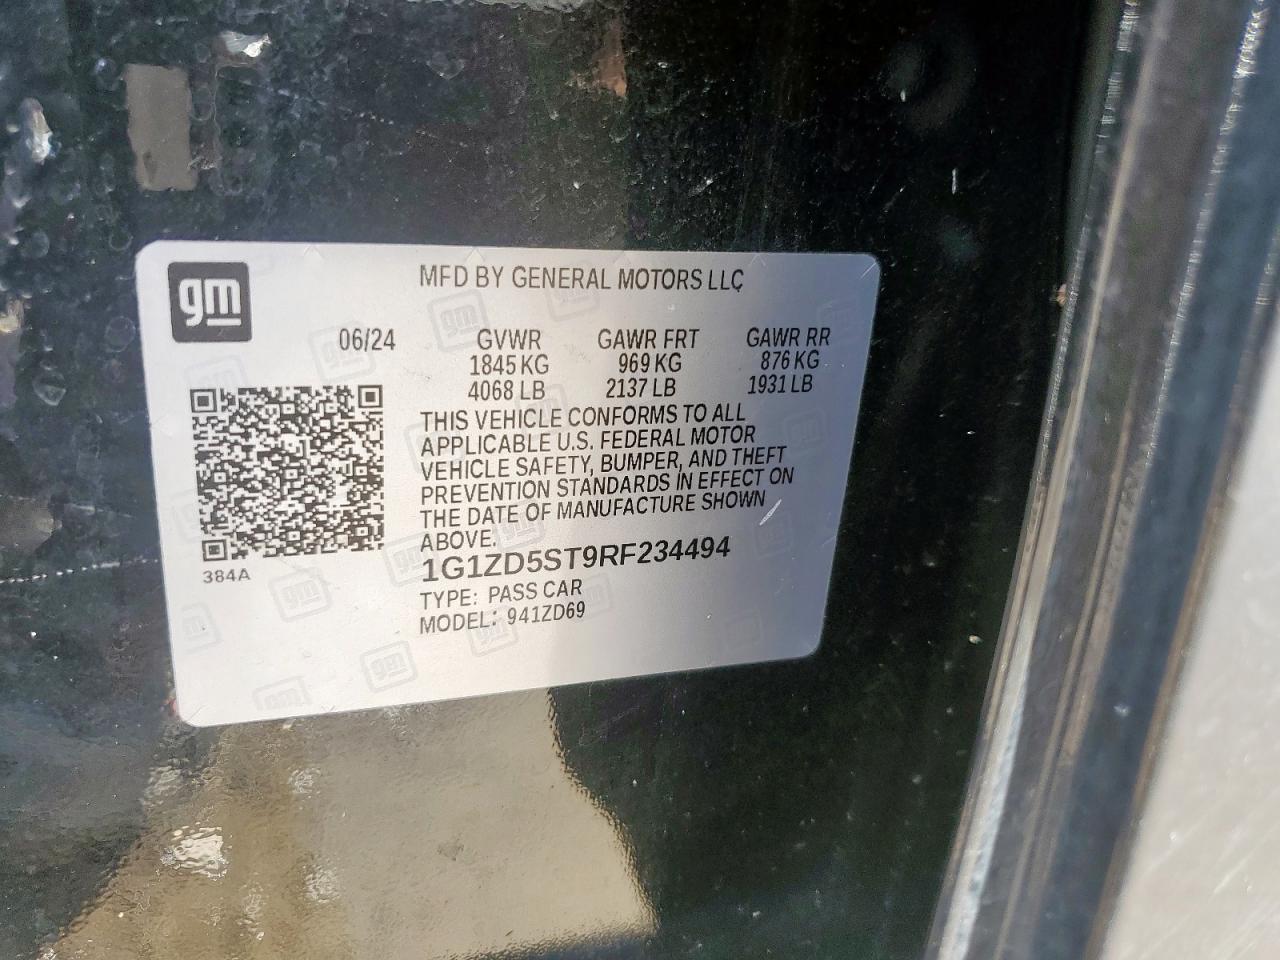 gm
MFD BY GENERAL MOTORS LLC
06/24 GVWR GAWR FRT GAWR RR
1845 KG 969 KG 876 KG
4068 LB 2137 LB 1931 LB
THIS VEHICLE CONFORMS TO ALL
APPLICABLE U.S. FEDERAL MOTOR
VEHICLE SAFETY, BUMPER, AND THEFT
PREVENTION STANDARDS IN EFFECT ON
THE DATE OF MANUFACTURE SHOWN
ABOVE.
384A
1G1ZD5ST9RF234494
TYPE: PASS CAR
MODEL: 941ZD69